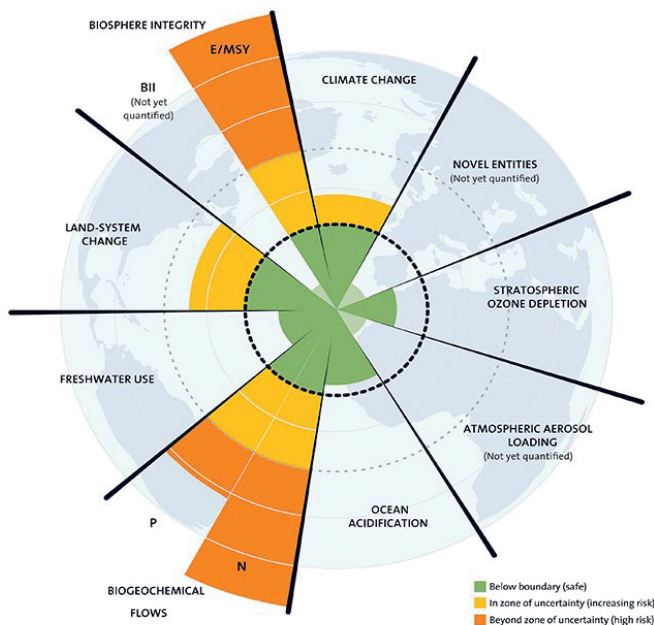 BIOSPHERE INTEGRITY
E/MSY
CLIMATE CHANGE
BII
(Not yet
quantified)
NOVEL ENTITIES
(Not yet quantified)
LAND-SYSTEM
CHANGE
STRATOSPHERIC
OZONE DEPLETION
FRESHWATER USE
ATMOSPHERIC AEROSOL
LOADING
(Not yet quantified)
P
OCEAN
ACIDIFICATION
N
BIOGEOCHEMICAL
FLOWS
Below boundary (safe)
In zone of uncertainty (increasing risk)
Beyond zone of uncertainty (high risk)